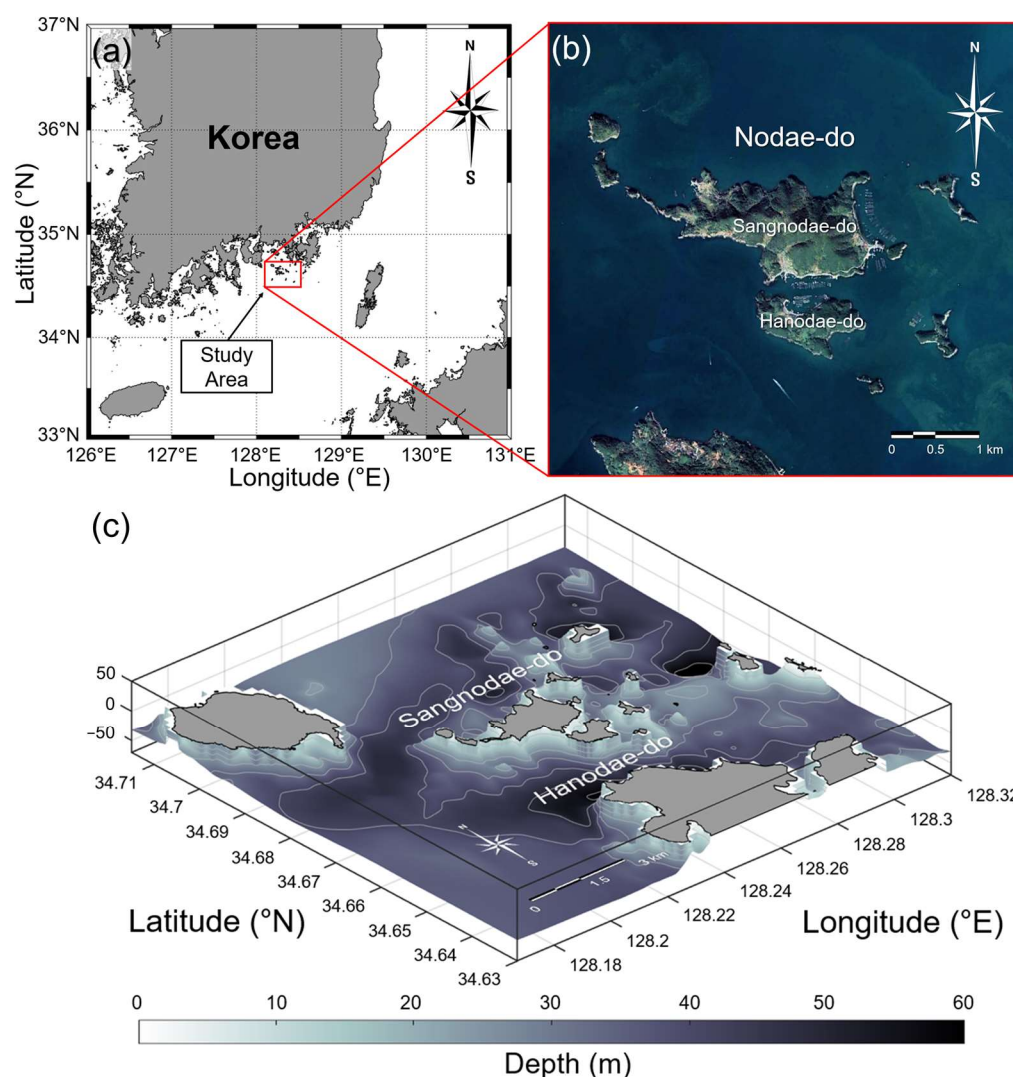 (a)
N
S
Korea
Study
Area
37°N
36°N
35°N
34°N
33°N
Latitude (°N)
126°E
127°E
128°E
129°E
130°E
131°E
Longitude (°E)
(b)
N
S
Nodae-do
Sangnodae-do
Hanodae-do
0 0.5 1 km
(c)
Sangnodae-do
Hanodae-do
N
S
0 1.5 3 km
50
0
−50
34.71
34.7
34.69
34.68
34.67
34.66
34.65
34.64
34.63
Latitude (°N)
128.18
128.2
128.22
128.24
128.26
128.28
128.3
128.32
Longitude (°E)
0 10 20 30 40 50 60
Depth (m)